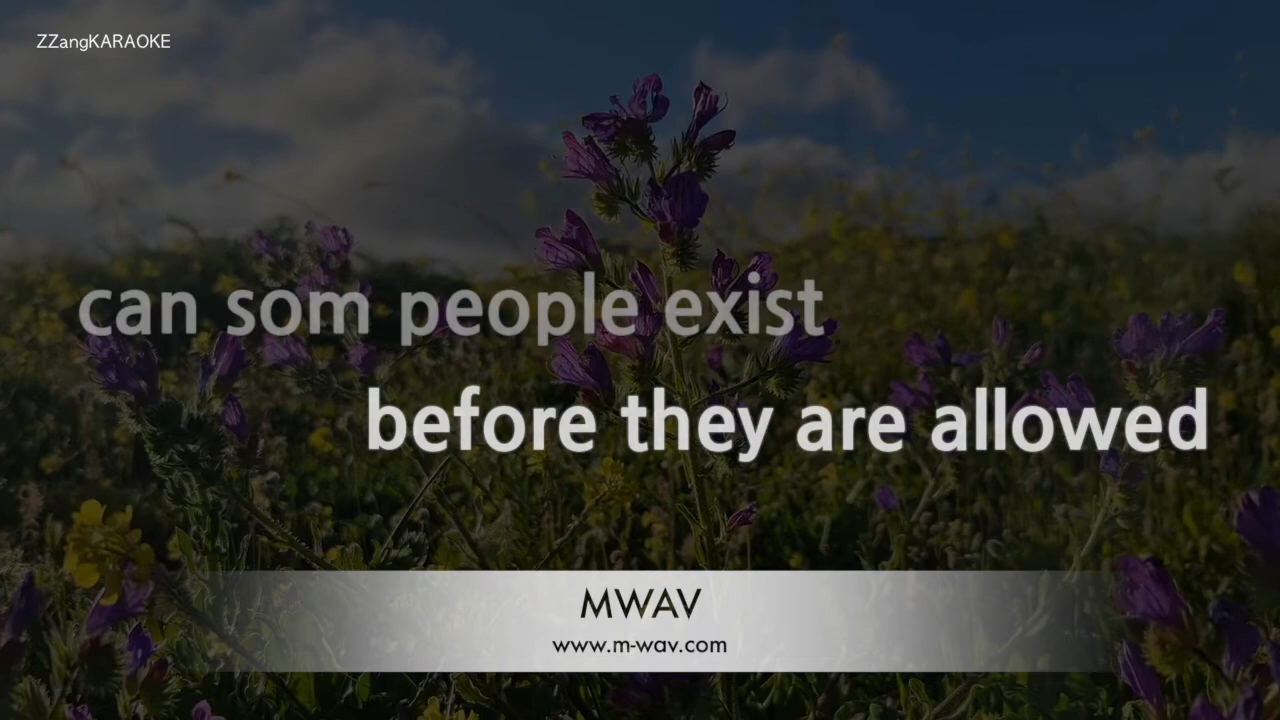 ZZangKARAOKE
can som people exist
before they are allowed
MWAV
www.m-wav.com